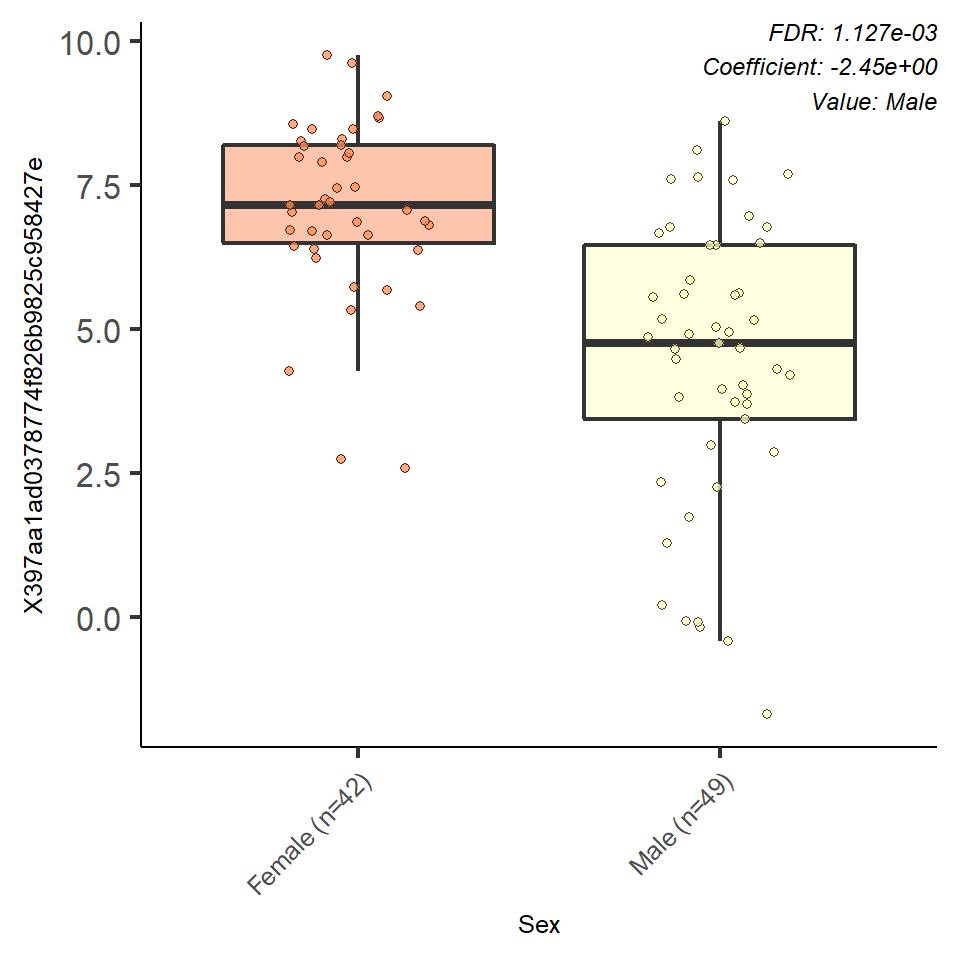 FDR: 1.127e-03
Coefficient: -2.45e+00
Value: Male
10.0
7.5
5.0
2.5
0.0
X397aa1ad0378774f826b9825c958427e
Female (n=42)
Male (n=49)
Sex